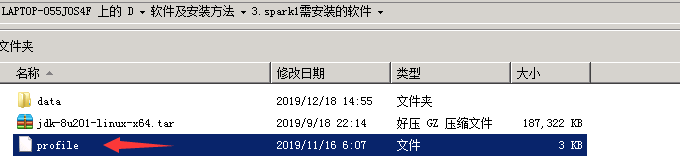 LAPTOP-055JOS4F 上的 D ▾ 软件及安装方法 ▾ 3.spark1需安装的软件 ▾
文件夹
名称 修改日期 类型 大小
data 2019/12/18 14:55 文件夹
jdk-8u201-linux-x64.tar 2019/9/18 22:14 好压 GZ 压缩文件 187,322 KB
profile 2019/11/16 6:07 文件 3 KB